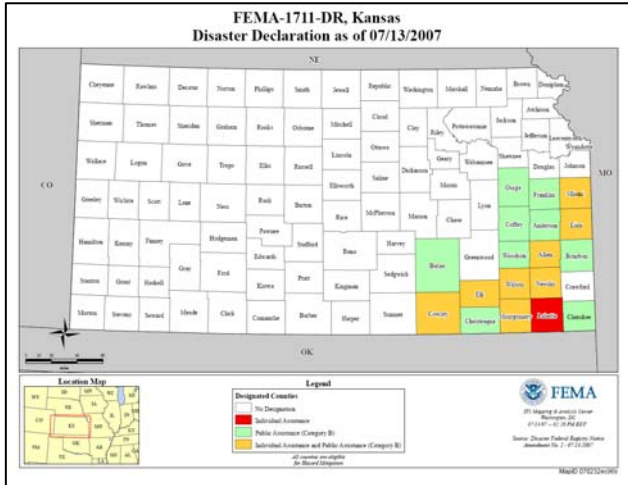 FEMA-1711-DR, Kansas
Disaster Declaration as of 07/13/2007
NE
CO
MO
OK
Cheyenne Rawlins Decatur Norton Phillips Smith Jewell Republic Washington Marshall Nemaha Brown Doniphan
Sherman Thomas Sheridan Graham Rooks Osborne Mitchell Cloud Clay Riley Pottawatomie Jackson Atchison
Jefferson Leavenworth
Wallace Logan Gove Trego Ellis Russell Lincoln Ottawa Dickinson Geary Wabaunsee Shawnee Douglas Johnson
Greeley Wichita Scott Lane Ness Rush Barton Ellsworth Saline Morris Lyon Osage Franklin Miami
Rice McPherson Marion Chase Coffey Anderson Linn
Hamilton Kearny Finney Hodgeman Pawnee Stafford Reno Harvey Butler Greenwood Woodson Allen Bourbon
Gray Ford Edwards Pratt Kingman Sedgwick
Stanton Grant Haskell Kiowa Elk Wilson Neosho Crawford
Morton Stevens Seward Meade Clark Comanche Barber Harper Sumner Cowley Chautauqua Montgomery Labette Cherokee
Location Map
Legend
Designated Counties
No Designation
Individual Assistance
Public Assistance (Category B)
Individual Assistance and Public Assistance (Category B)
All counties are eligible
for Hazard Mitigation
FEMA
Washington, DC
Source: Disaster Federal Registry Notice